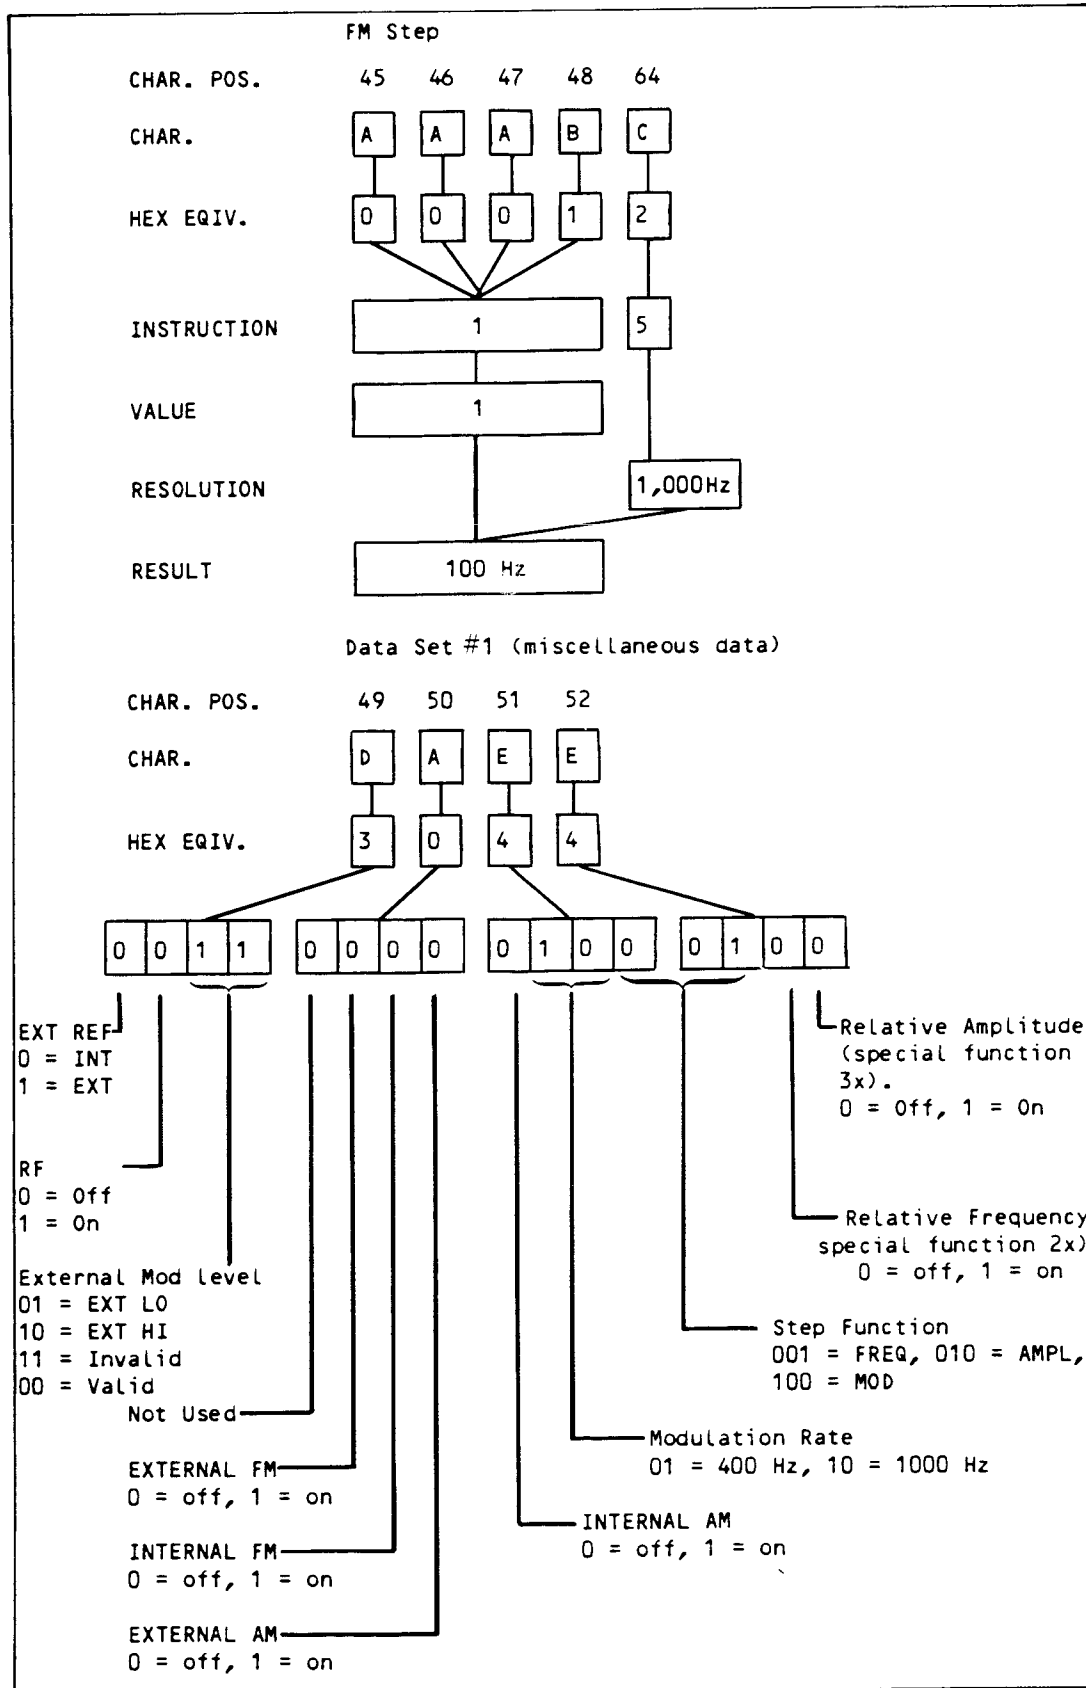 FM Step
CHAR. POS. 45 46 47 48 64
CHAR. A A A B C
HEX EQIV. 0 0 0 1 2
INSTRUCTION 1 5
VALUE 1
RESOLUTION 1,000Hz
RESULT 100 Hz
Data Set #1 (miscellaneous data)
CHAR. POS. 49 50 51 52
CHAR. D A E E
HEX EQIV. 3 0 4 4
0 0 1 1 0 0 0 0 0 1 0 0 0 1 0 0
EXT REF
0 = INT
1 = EXT
RF
0 = Off
1 = On
External Mod level
01 = EXT LO
10 = EXT HI
11 = Invalid
00 = Valid
Not Used
EXTERNAL FM
0 = off, 1 = on
INTERNAL FM
0 = off, 1 = on
EXTERNAL AM
0 = off, 1 = on
INTERNAL AM
0 = off, 1 = on
Modulation Rate
01 = 400 Hz, 10 = 1000 Hz
Step Function
001 = FREQ, 010 = AMPL,
100 = MOD
Relative Frequency
special function 2x)
0 = off, 1 = on
Relative Amplitude
(special function
3x).
0 = Off, 1 = On